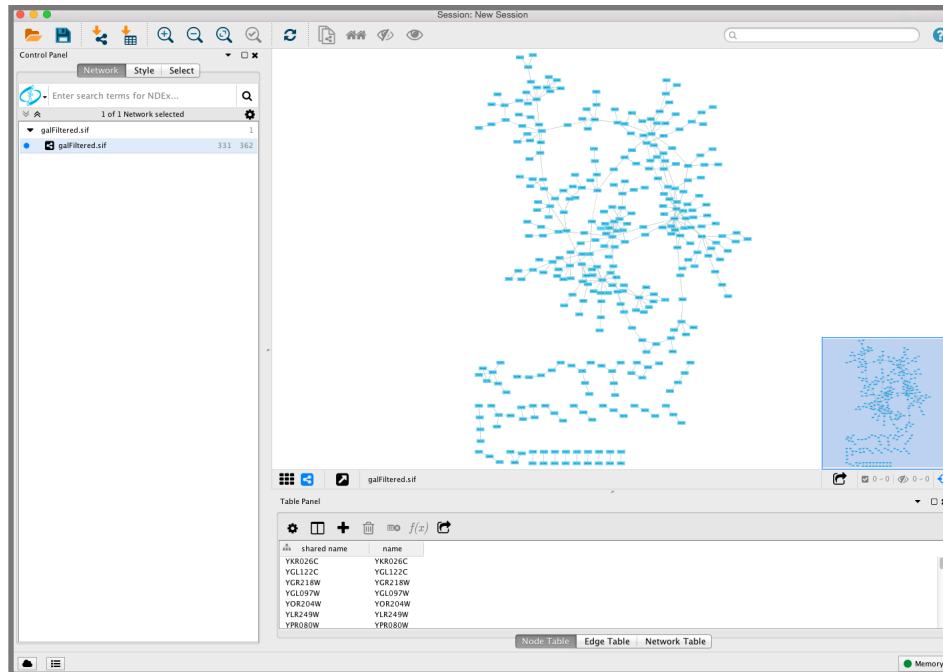 Session: New Session
Control Panel
Network Style Select
Enter search terms for NDEx...
1 of 1 Network selected
galFiltered.sif 1
galFiltered.sif 331 362
galFiltered.sif
0 - 0 0 - 0
Table Panel
f(x)
shared name name
YKR026C YKR026C
YGL122C YGL122C
YGR218W YGR218W
YGL097W YGL097W
YOR204W YOR204W
YLR249W YLR249W
YPR080W YPR080W
Node Table Edge Table Network Table
Memory